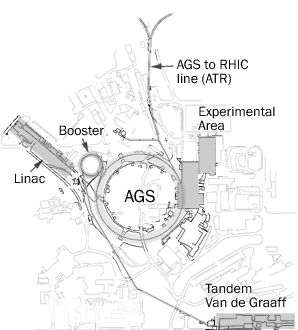 AGS to RHIC
line (ATR)
Experimental
Area
Booster
Linac
AGS
Tandem
Van de Graaff